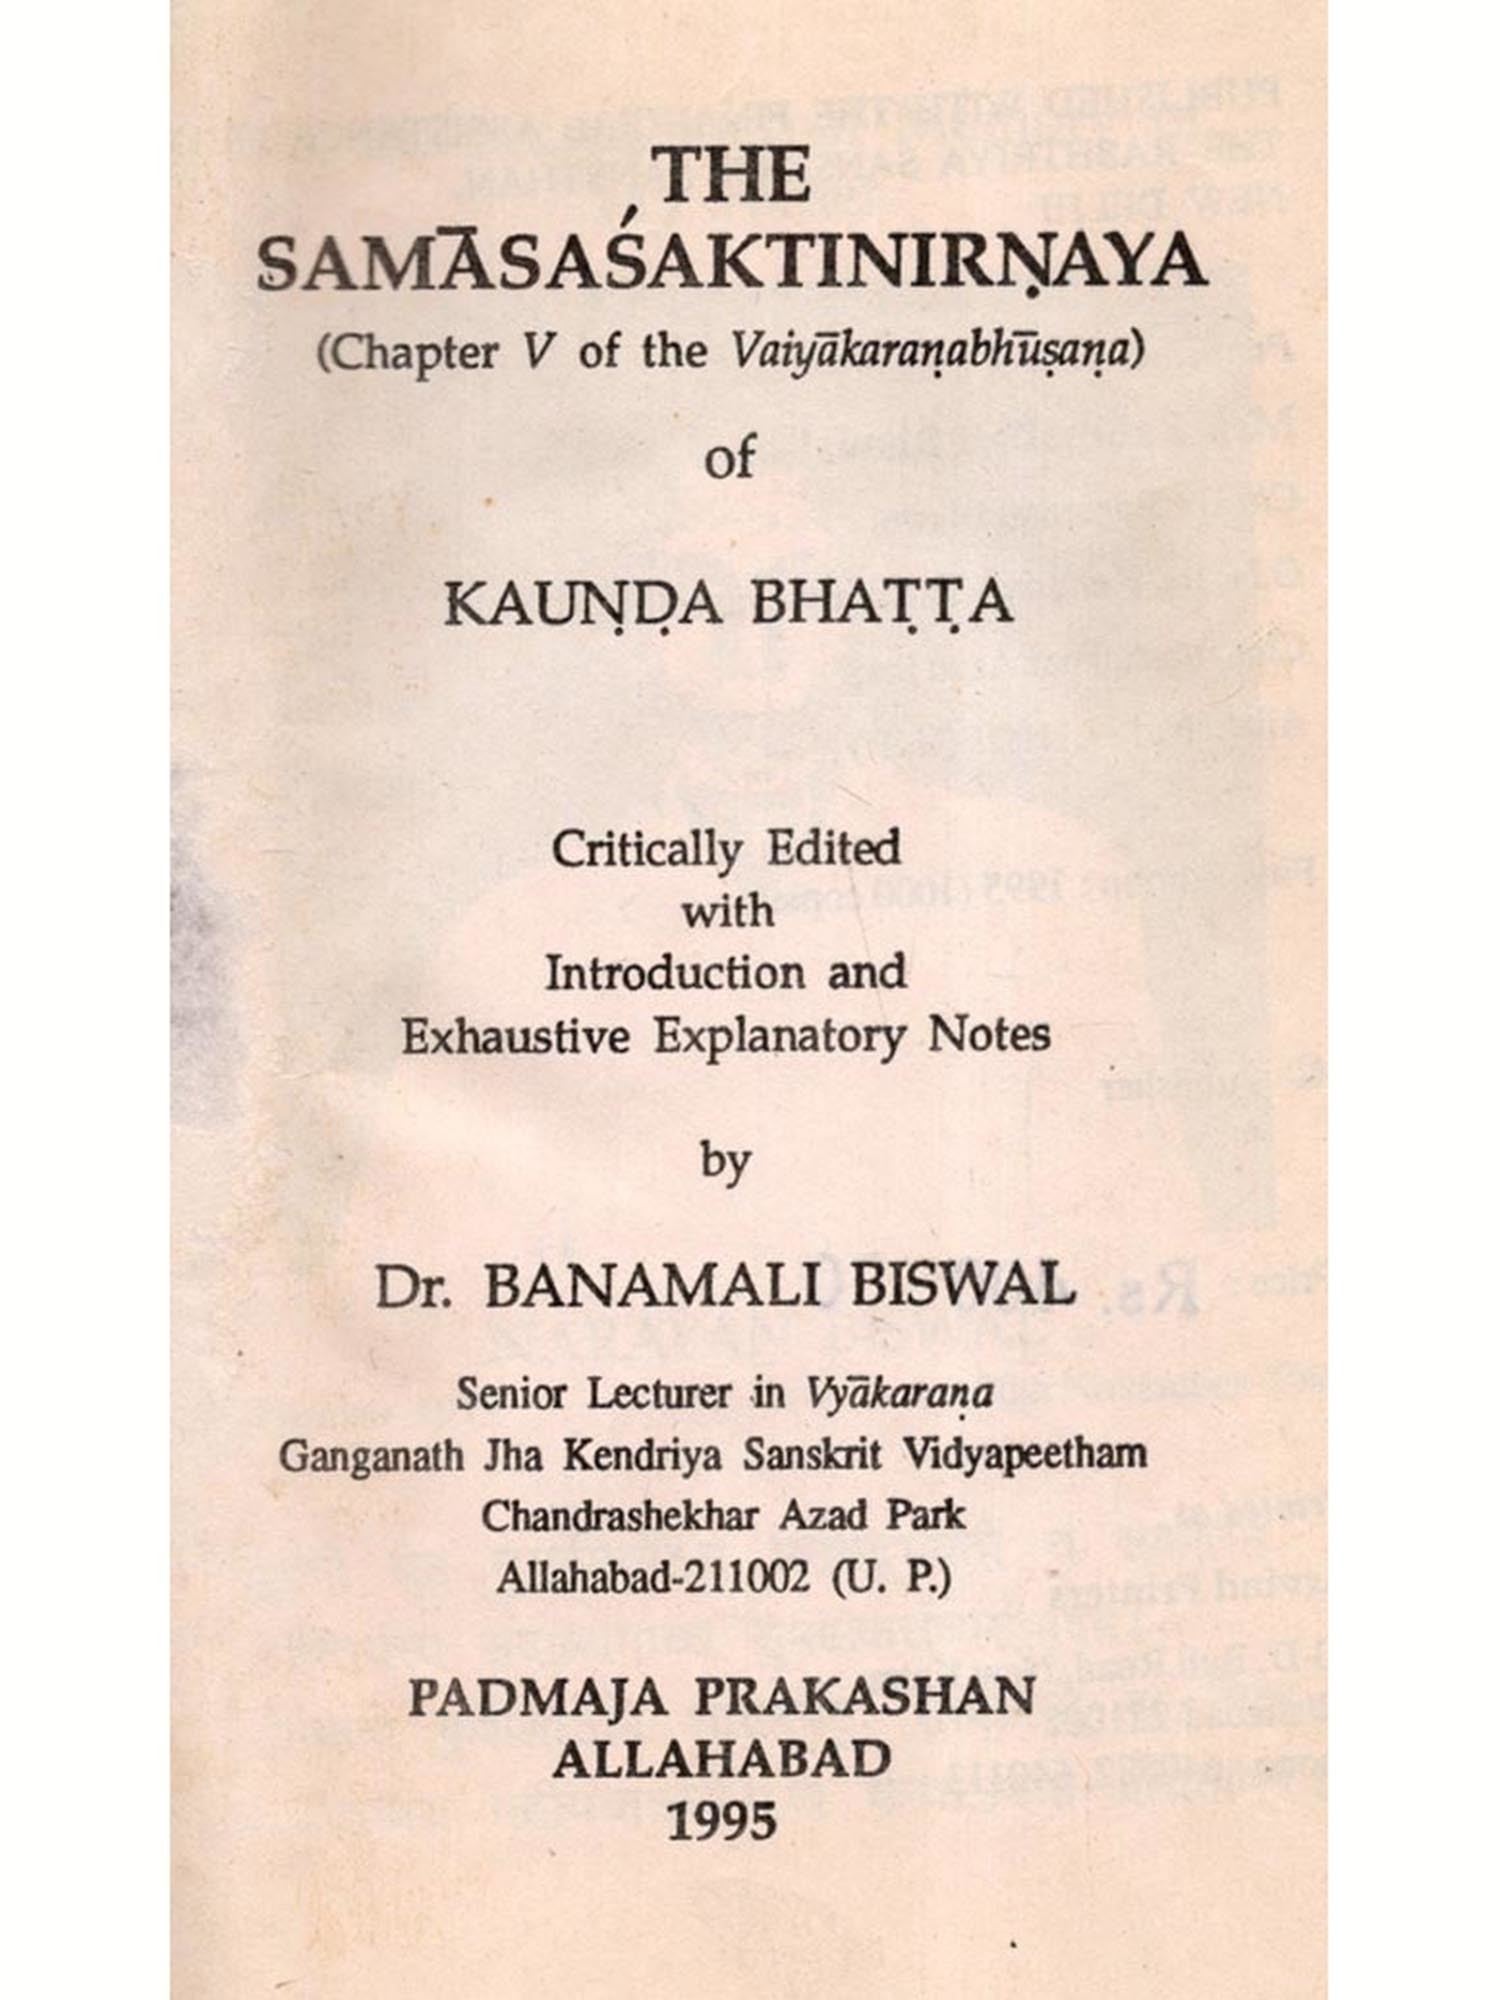 THE
SAMĀSAŚAKTINIRṆAYA
(Chapter V of the Vaiyākaraṇabhūṣaṇa)
of
KAUṆḌA BHAṬṬA
Critically Edited
with
Introduction and
Exhaustive Explanatory Notes
by
Dr. BANAMALI BISWAL
Senior Lecturer in Vyākaraṇa
Ganganath Jha Kendriya Sanskrit Vidyapeetham
Chandrashekhar Azad Park
Allahabad-211002 (U. P.)
PADMAJA PRAKASHAN
ALLAHABAD
1995